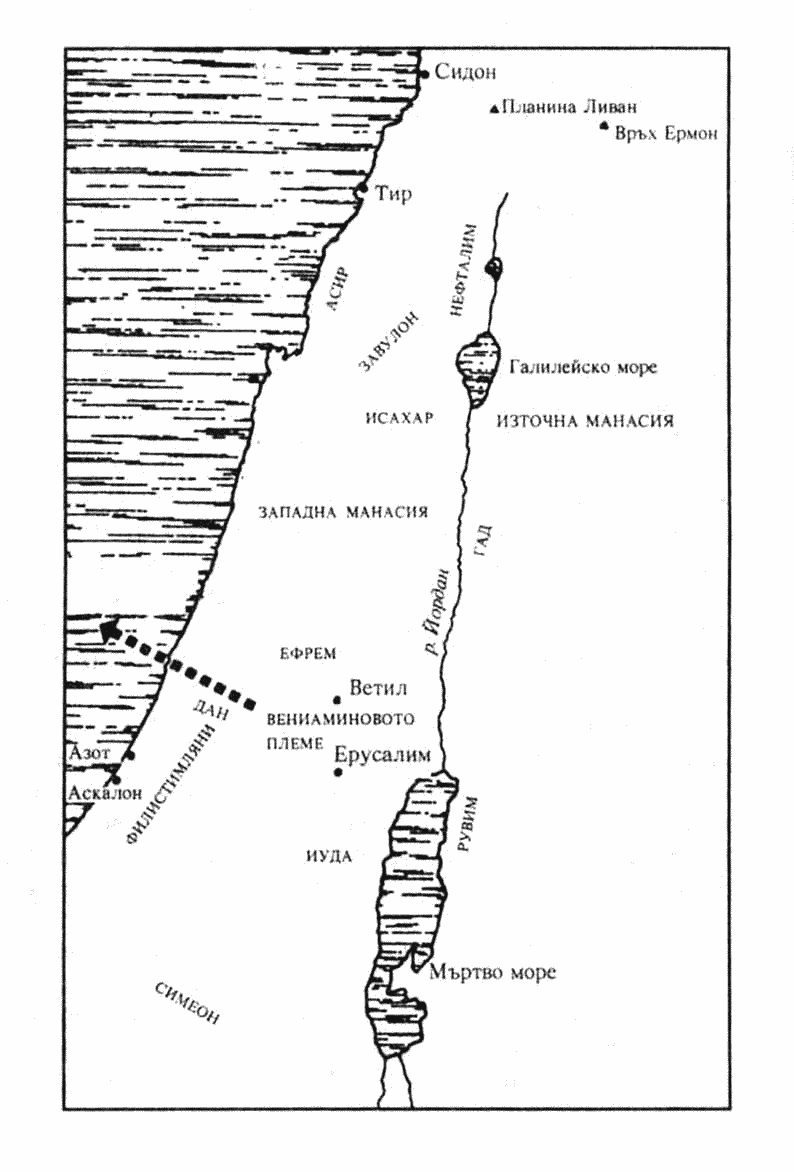 Сидон
Планина Ливан
Връх Ермон
Тир
НЕФТАЛИМ
АСИР
ЗАВУЛОН
Галилейско море
ИСАХАР
ИЗТОЧНА МАНАСИЯ
ЗАПАДНА МАНАСИЯ
ГАД
р. Йордан
ЕФРЕМ
Ветил
ДАН
ВЕНИАМИНОВОТО
ПЛЕМЕ
Ерусалим
Азот
Аскалон
ФИЛИСТИМЛЯНИ
РУВИМ
ИУДА
Мъртво море
СИМЕОН